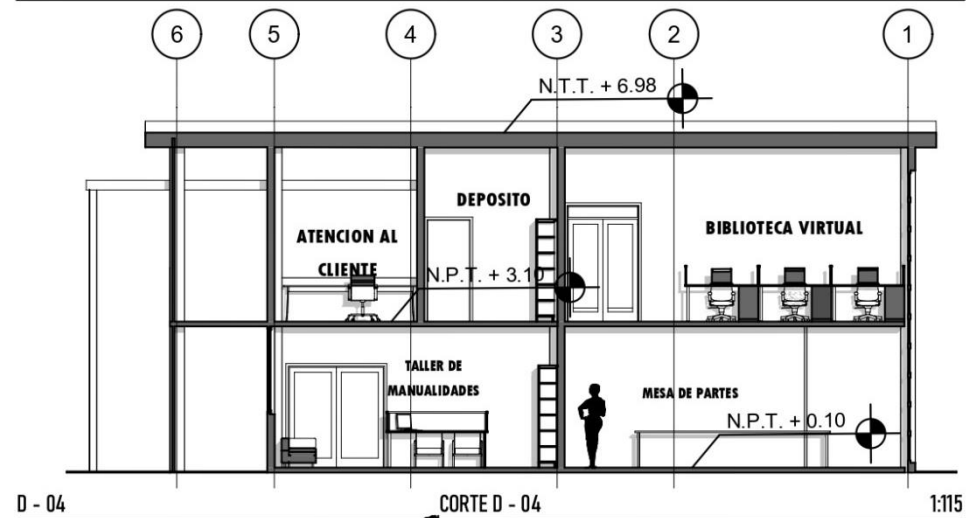 6 5 4 3 2 1
N.T.T. + 6.98
DEPOSITO
ATENCION AL
CLIENTE
BIBLIOTECA VIRTUAL
N.P.T. + 3.10
TALLER DE
MANUALIDADES
MESA DE PARTES
N.P.T. + 0.10
D - 04 CORTE D - 04 1:115